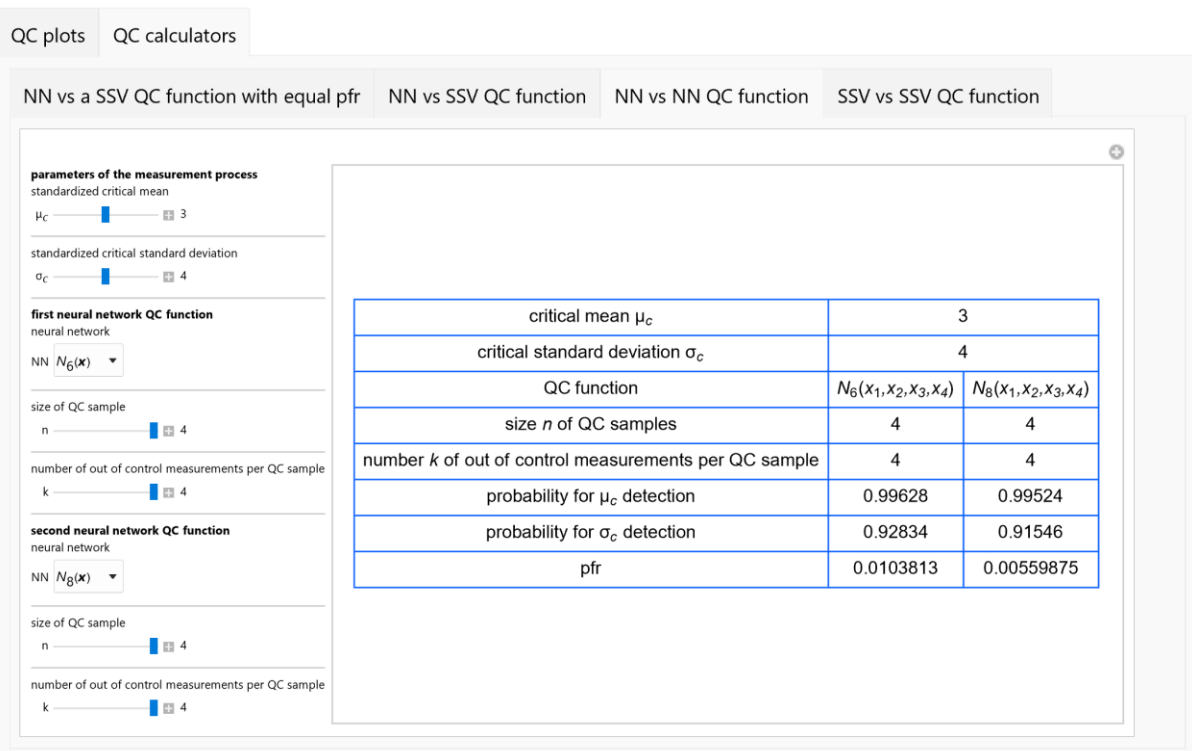 QC plots QC calculators
NN vs a SSV QC function with equal pfr NN vs SSV QC function NN vs NN QC function SSV vs SSV QC function
parameters of the measurement process
standardized critical mean
μc 3
standardized critical standard deviation
σc 4
first neural network QC function
neural network
NN N6(x)
size of QC sample
n 4
number of out of control measurements per QC sample
k 4
second neural network QC function
neural network
NN N8(x)
size of QC sample
n 4
number of out of control measurements per QC sample
k 4
critical mean μc 3
critical standard deviation σc 4
QC function N6(x1,x2,x3,x4) N8(x1,x2,x3,x4)
size n of QC samples 4 4
number k of out of control measurements per QC sample 4 4
probability for μc detection 0.99628 0.99524
probability for σc detection 0.92834 0.91546
pfr 0.0103813 0.00559875